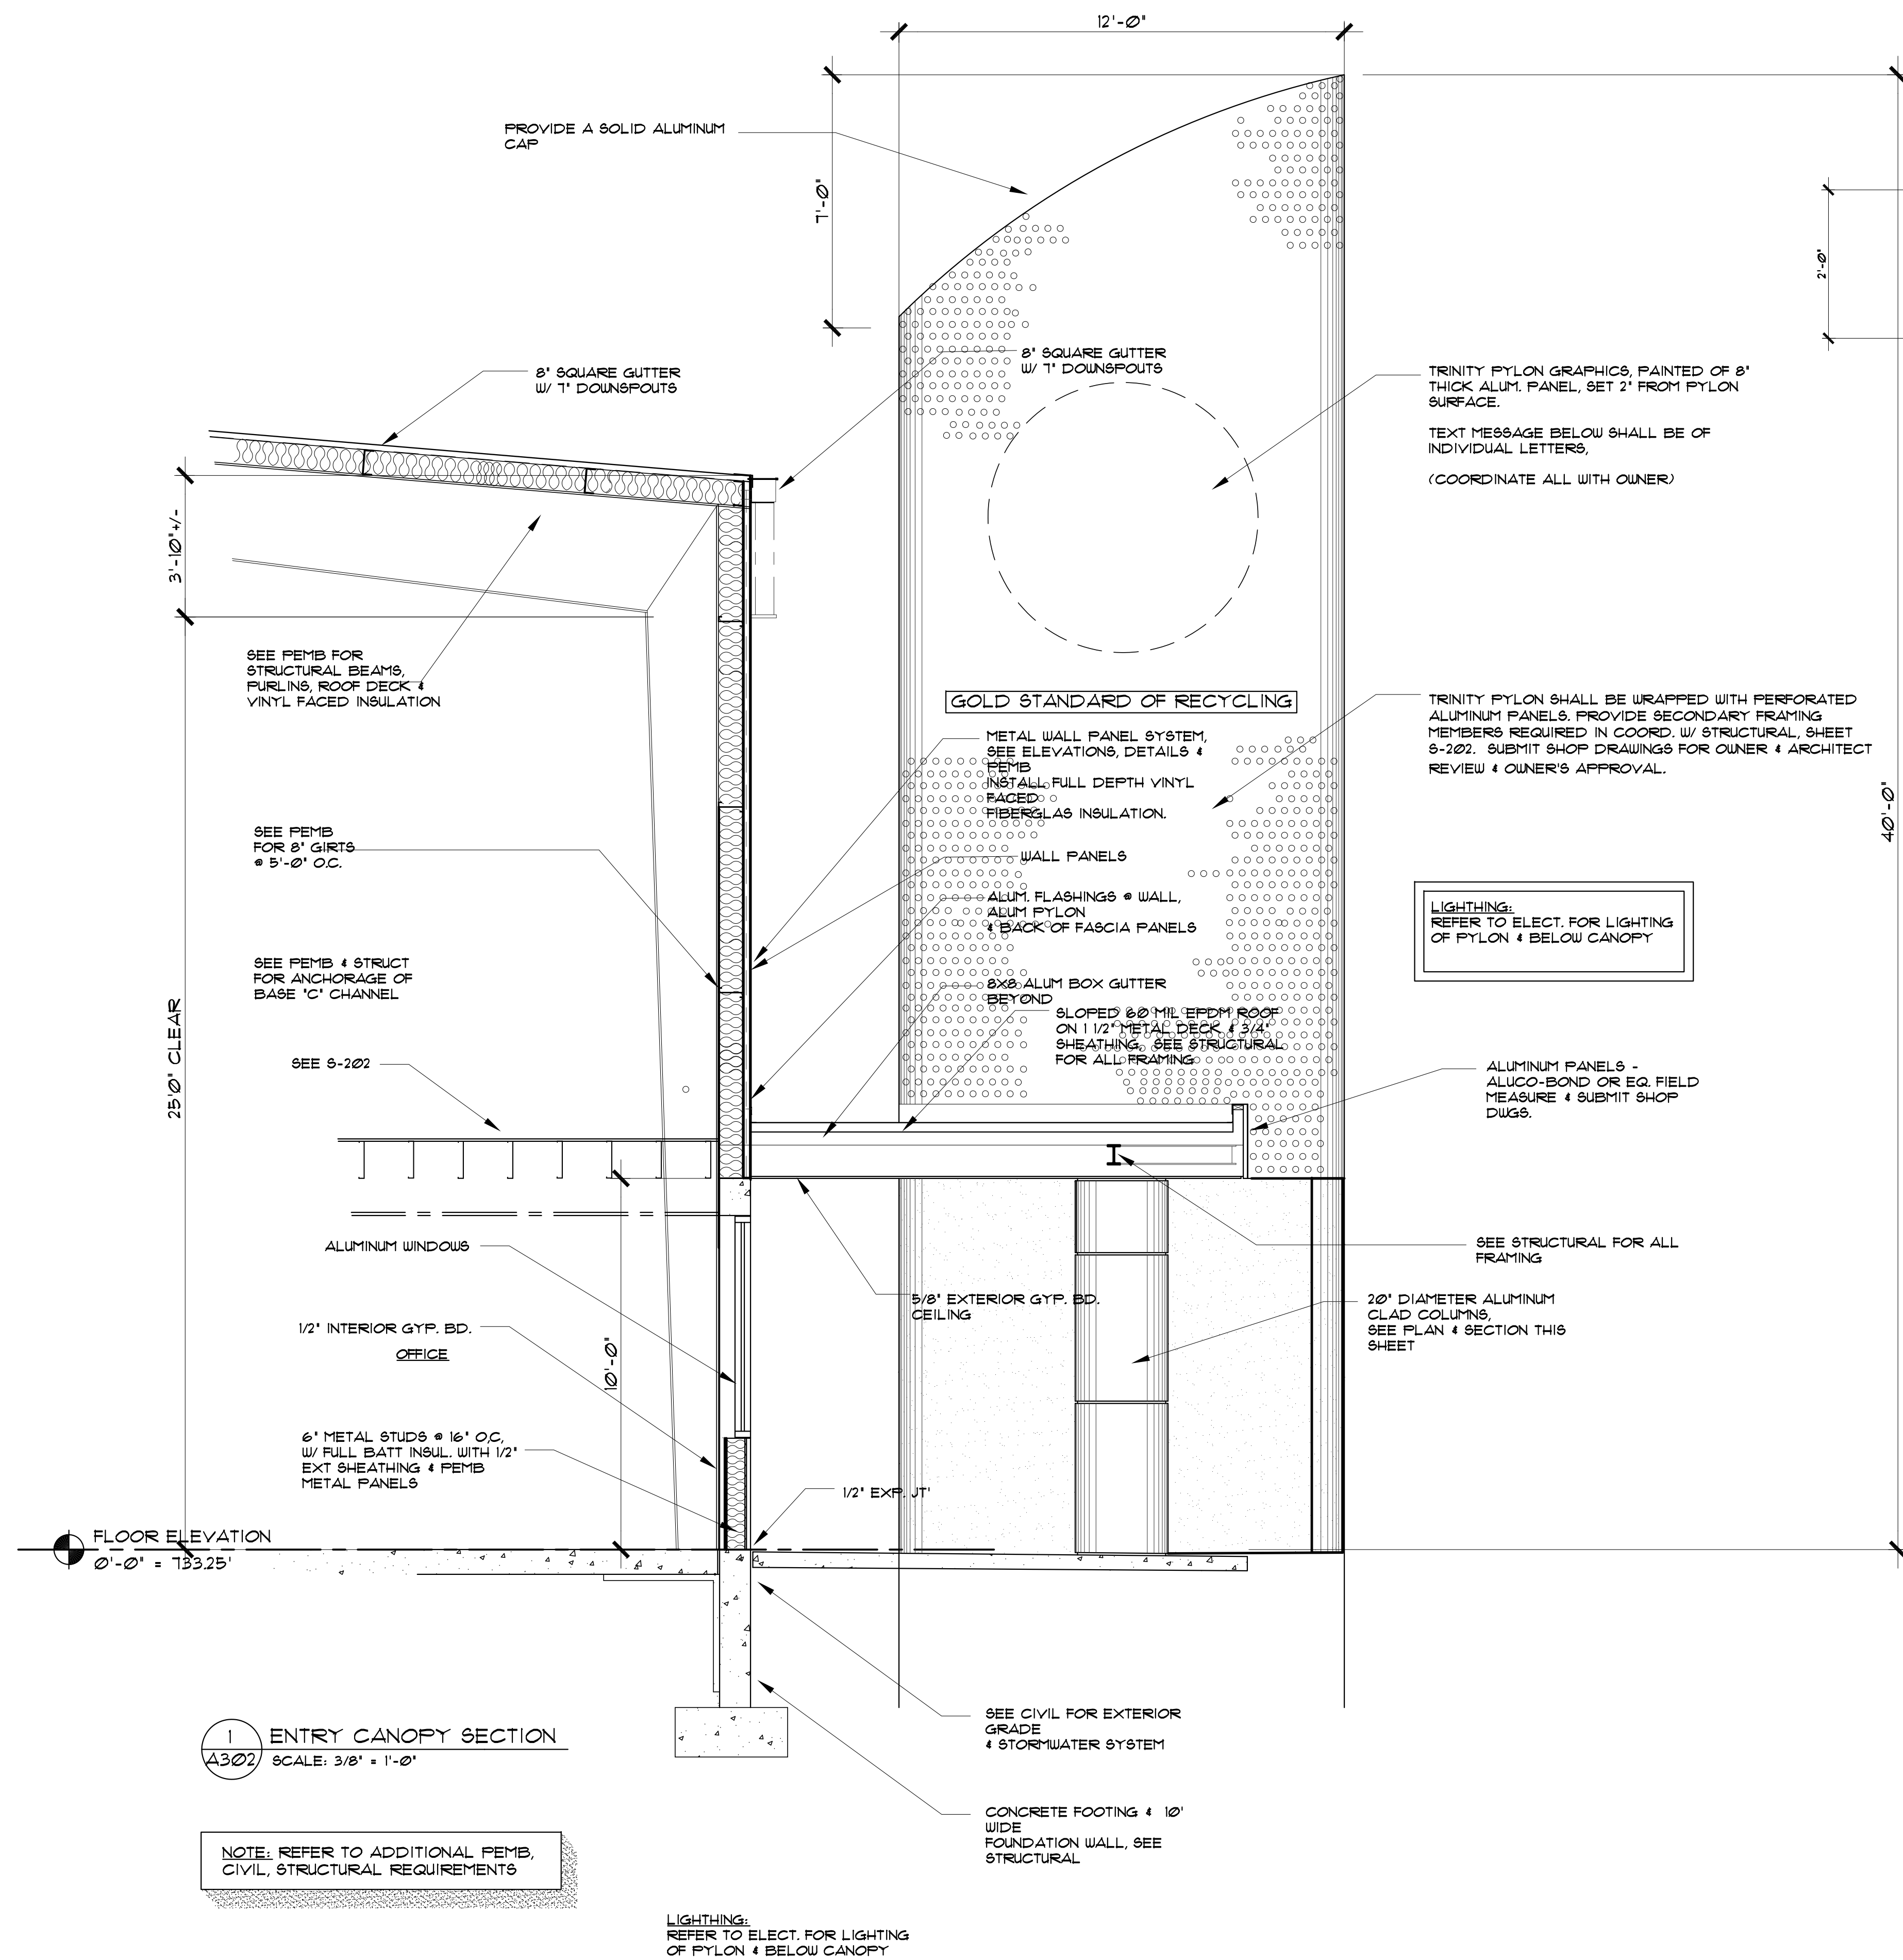 12'-0"
PROVIDE A SOLID ALUMINUM
CAP
7'-0"
2'-0"
8" SQUARE GUTTER
W/ 7" DOWNSPOUTS
8" SQUARE GUTTER
W/ 7" DOWNSPOUTS
TRINITY PYLON GRAPHICS, PAINTED OF 8"
THICK ALUM. PANEL, SET 2" FROM PYLON
SURFACE.
TEXT MESSAGE BELOW SHALL BE OF
INDIVIDUAL LETTERS,
(COORDINATE ALL WITH OWNER)
3'-10"+/-
SEE PEMB FOR
STRUCTURAL BEAMS,
PURLINS, ROOF DECK &
VINYL FACED INSULATION
GOLD STANDARD OF RECYCLING
TRINITY PYLON SHALL BE WRAPPED WITH PERFORATED
ALUMINUM PANELS. PROVIDE SECONDARY FRAMING
MEMBERS REQUIRED IN COORD. W/ STRUCTURAL, SHEET
S-202. SUBMIT SHOP DRAWINGS FOR OWNER & ARCHITECT
REVIEW & OWNER'S APPROVAL.
METAL WALL PANEL SYSTEM,
SEE ELEVATIONS, DETAILS &
PEMB
INSTALL FULL DEPTH VINYL
FACED
FIBERGLAS INSULATION.
40'-0"
SEE PEMB
FOR 8" GIRTS
@ 5'-0" O.C.
WALL PANELS
ALUM. FLASHINGS @ WALL,
ALUM PYLON
& BACK OF FASCIA PANELS
LIGHTHING:
REFER TO ELECT. FOR LIGHTING
OF PYLON & BELOW CANOPY
SEE PEMB & STRUCT
FOR ANCHORAGE OF
BASE "C" CHANNEL
8X8 ALUM BOX GUTTER
BEYOND
SLOPED 60 MIL EPDM ROOF
ON 1 1/2" METAL DECK & 3/4"
SHEATHING, SEE STRUCTURAL
FOR ALL FRAMING
25'0" CLEAR
SEE S-202
ALUMINUM PANELS -
ALUCO-BOND OR EQ. FIELD
MEASURE & SUBMIT SHOP
DWGS.
ALUMINUM WINDOWS
SEE STRUCTURAL FOR ALL
FRAMING
5/8" EXTERIOR GYP. BD.
CEILING
20" DIAMETER ALUMINUM
CLAD COLUMNS,
SEE PLAN & SECTION THIS
SHEET
1/2" INTERIOR GYP. BD.
OFFICE
10'-0"
6" METAL STUDS @ 16" O.C,
W/ FULL BATT INSUL. WITH 1/2"
EXT SHEATHING & PEMB
METAL PANELS
1/2" EXP. JT'
FLOOR ELEVATION
0'-0" = 733.25'
SEE CIVIL FOR EXTERIOR
GRADE
& STORMWATER SYSTEM
1
A302
ENTRY CANOPY SECTION
SCALE: 3/8" = 1'-0"
CONCRETE FOOTING & 10'
WIDE
FOUNDATION WALL, SEE
STRUCTURAL
NOTE: REFER TO ADDITIONAL PEMB,
CIVIL, STRUCTURAL REQUIREMENTS
LIGHTHING:
REFER TO ELECT. FOR LIGHTING
OF PYLON & BELOW CANOPY